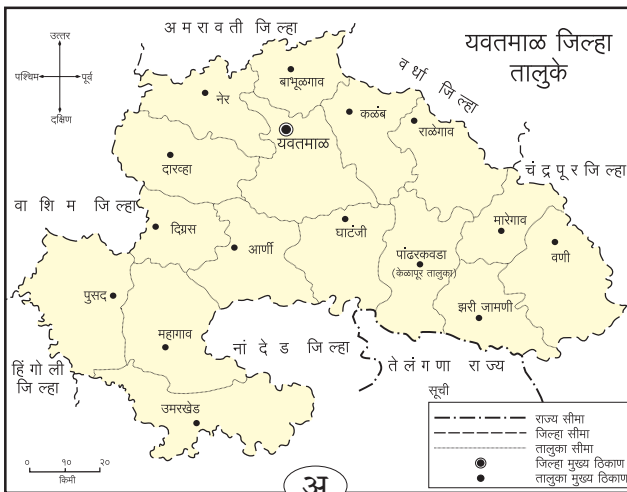 यवतमाळ जिल्हा
तालुके
उत्तर
पश्चिम
पूर्व
दक्षिण
अमरावती जिल्हा
वर्धा जिल्हा
चंद्रपूर जिल्हा
वाशिम जिल्हा
हिंगोली
जिल्हा
नांदेड जिल्हा
तेलंगणा राज्य
बाभूळगाव
नेर
कळंब
राळेगाव
यवतमाळ
दारव्हा
दिग्रस
आर्णी
घाटंजी
पांढरकवडा
(केळापूर तालुका)
मारेगाव
वणी
झरी जामणी
पुसद
महागाव
उमरखेड
सूची
राज्य सीमा
जिल्हा सीमा
तालुका सीमा
जिल्हा मुख्य ठिकाण
तालुका मुख्य ठिकाण
० १० २०
किमी
अ